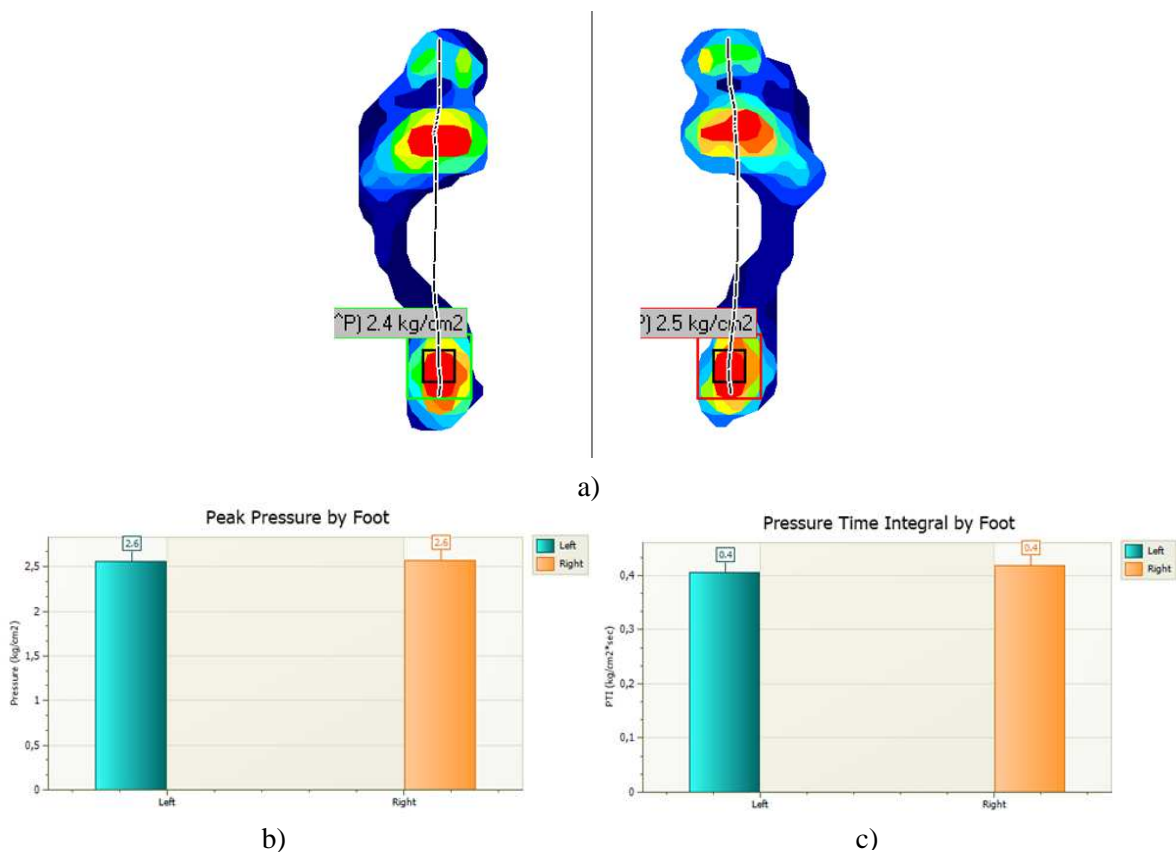 ^P) 2.4 kg/cm2
P) 2.5 kg/cm2
a)
Peak Pressure by Foot
2.6
2.6
Left
Right
2,5
2
1,5
1
0,5
0
Pressure (kg/cm2)
Left
Right
b)
Pressure Time Integral by Foot
0.4
0.4
Left
Right
0,4
0,3
0,2
0,1
0
PTI (kg/cm2*sec)
Left
Right
c)